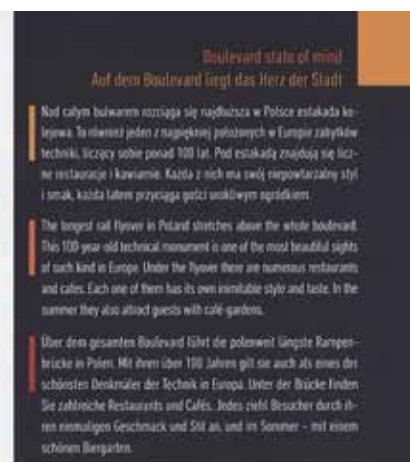 Boulevard state of mind
Auf dem Boulevard liegt das Herz der Stadt
Nad całym bulwarem rozciąga się najdłuższa w Polsce estakada ko-
lejowa. To również jeden z najpiękniej położonych w Europie zabytków
techniki, liczący sobie ponad 100 lat. Pod estakadą znajdują się licz-
ne restauracje i kawiarnie. Każda z nich ma swój niepowtarzalny styl
i smak, każda latem przyciąga gości urokliwym ogródkiem.
The longest rail flyover in Poland stretches above the whole boulevard.
This 100-year-old technical monument is one of the most beautiful sights
of such kind in Europe. Under the flyover there are numerous restaurants
and cafes. Each one of them has its own inimitable style and taste. In the
summer they also attract guests with café-gardens.
Über dem gesamten Boulevard führt die polenweit längste Rampen-
brücke in Polen. Mit ihren über 100 Jahren gilt sie auch als eines der
schönsten Denkmäler der Technik in Europa. Unter der Brücke finden
Sie zahlreiche Restaurants und Cafés. Jedes zieht Besucher durch ih-
ren einmaligen Geschmack und Stil an, und im Sommer – mit einem
schönen Biergarten.